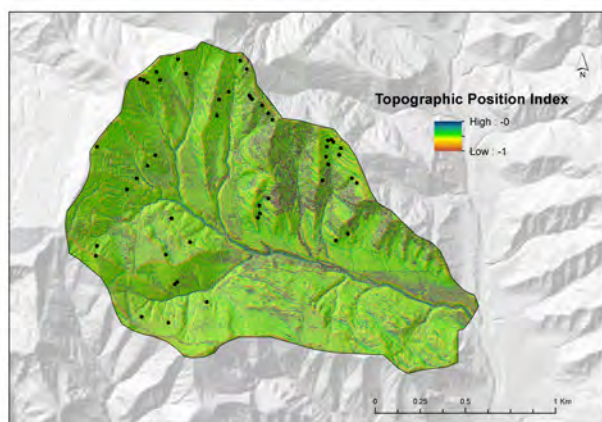 N
Topographic Position Index
High : -0
Low : -1
0 0.25 0.5 1 Km